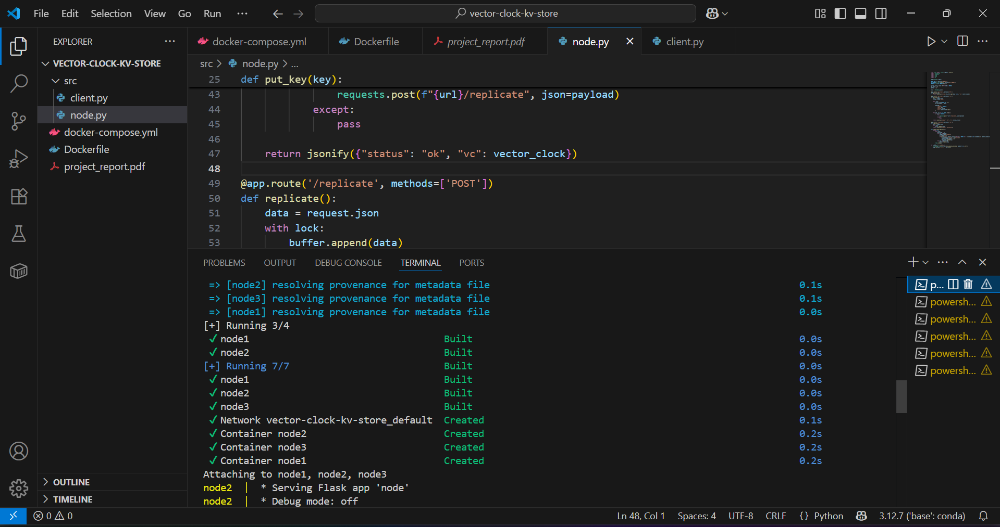 File Edit Selection View Go Run ...
vector-clock-kv-store
EXPLORER
VECTOR-CLOCK-KV-STORE
src
client.py
node.py
docker-compose.yml
Dockerfile
project_report.pdf
OUTLINE
TIMELINE
docker-compose.yml Dockerfile project_report.pdf node.py client.py
src > node.py > ...
25 def put_key(key):
43 requests.post(f"{url}/replicate", json=payload)
44 except:
45 pass
46
47 return jsonify({"status": "ok", "vc": vector_clock})
48
49 @app.route('/replicate', methods=['POST'])
50 def replicate():
51 data = request.json
52 with lock:
53 buffer.append(data)
PROBLEMS OUTPUT DEBUG CONSOLE TERMINAL PORTS
=> [node2] resolving provenance for metadata file 0.1s
=> [node3] resolving provenance for metadata file 0.1s
=> [node1] resolving provenance for metadata file 0.0s
[+] Running 3/4
✓ node1 Built 0.0s
✓ node2 Built 0.0s
[+] Running 7/7 Built 0.0s
✓ node1 Built 0.0s
✓ node2 Built 0.0s
✓ node3 Built 0.0s
✓ Network vector-clock-kv-store_default Created 0.1s
✓ Container node2 Created 0.2s
✓ Container node3 Created 0.2s
✓ Container node1 Created 0.2s
Attaching to node1, node2, node3
node2 | * Serving Flask app 'node'
node2 | * Debug mode: off
p...
powersh...
powersh...
powersh...
powersh...
powersh...
0 0 Ln 48, Col 1 Spaces: 4 UTF-8 CRLF {} Python 3.12.7 ('base': conda)